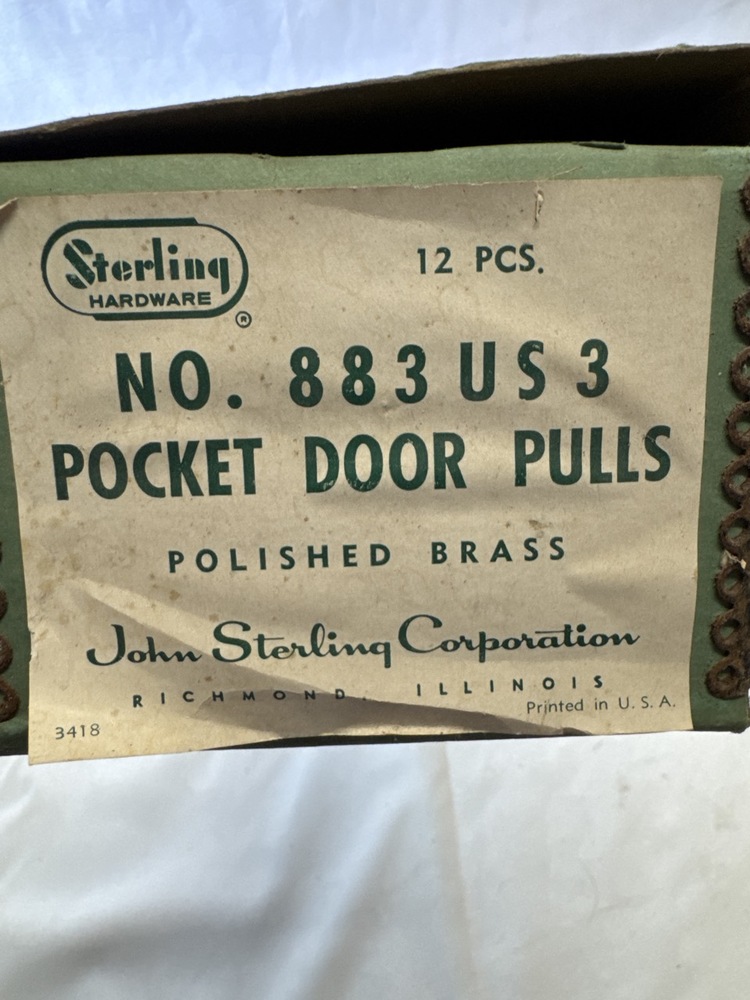 Sterling
HARDWARE
®
12 PCS.
NO. 883 US 3
POCKET DOOR PULLS
POLISHED BRASS
John Sterling Corporation
RICHMOND, ILLINOIS
Printed in U. S. A.
3418